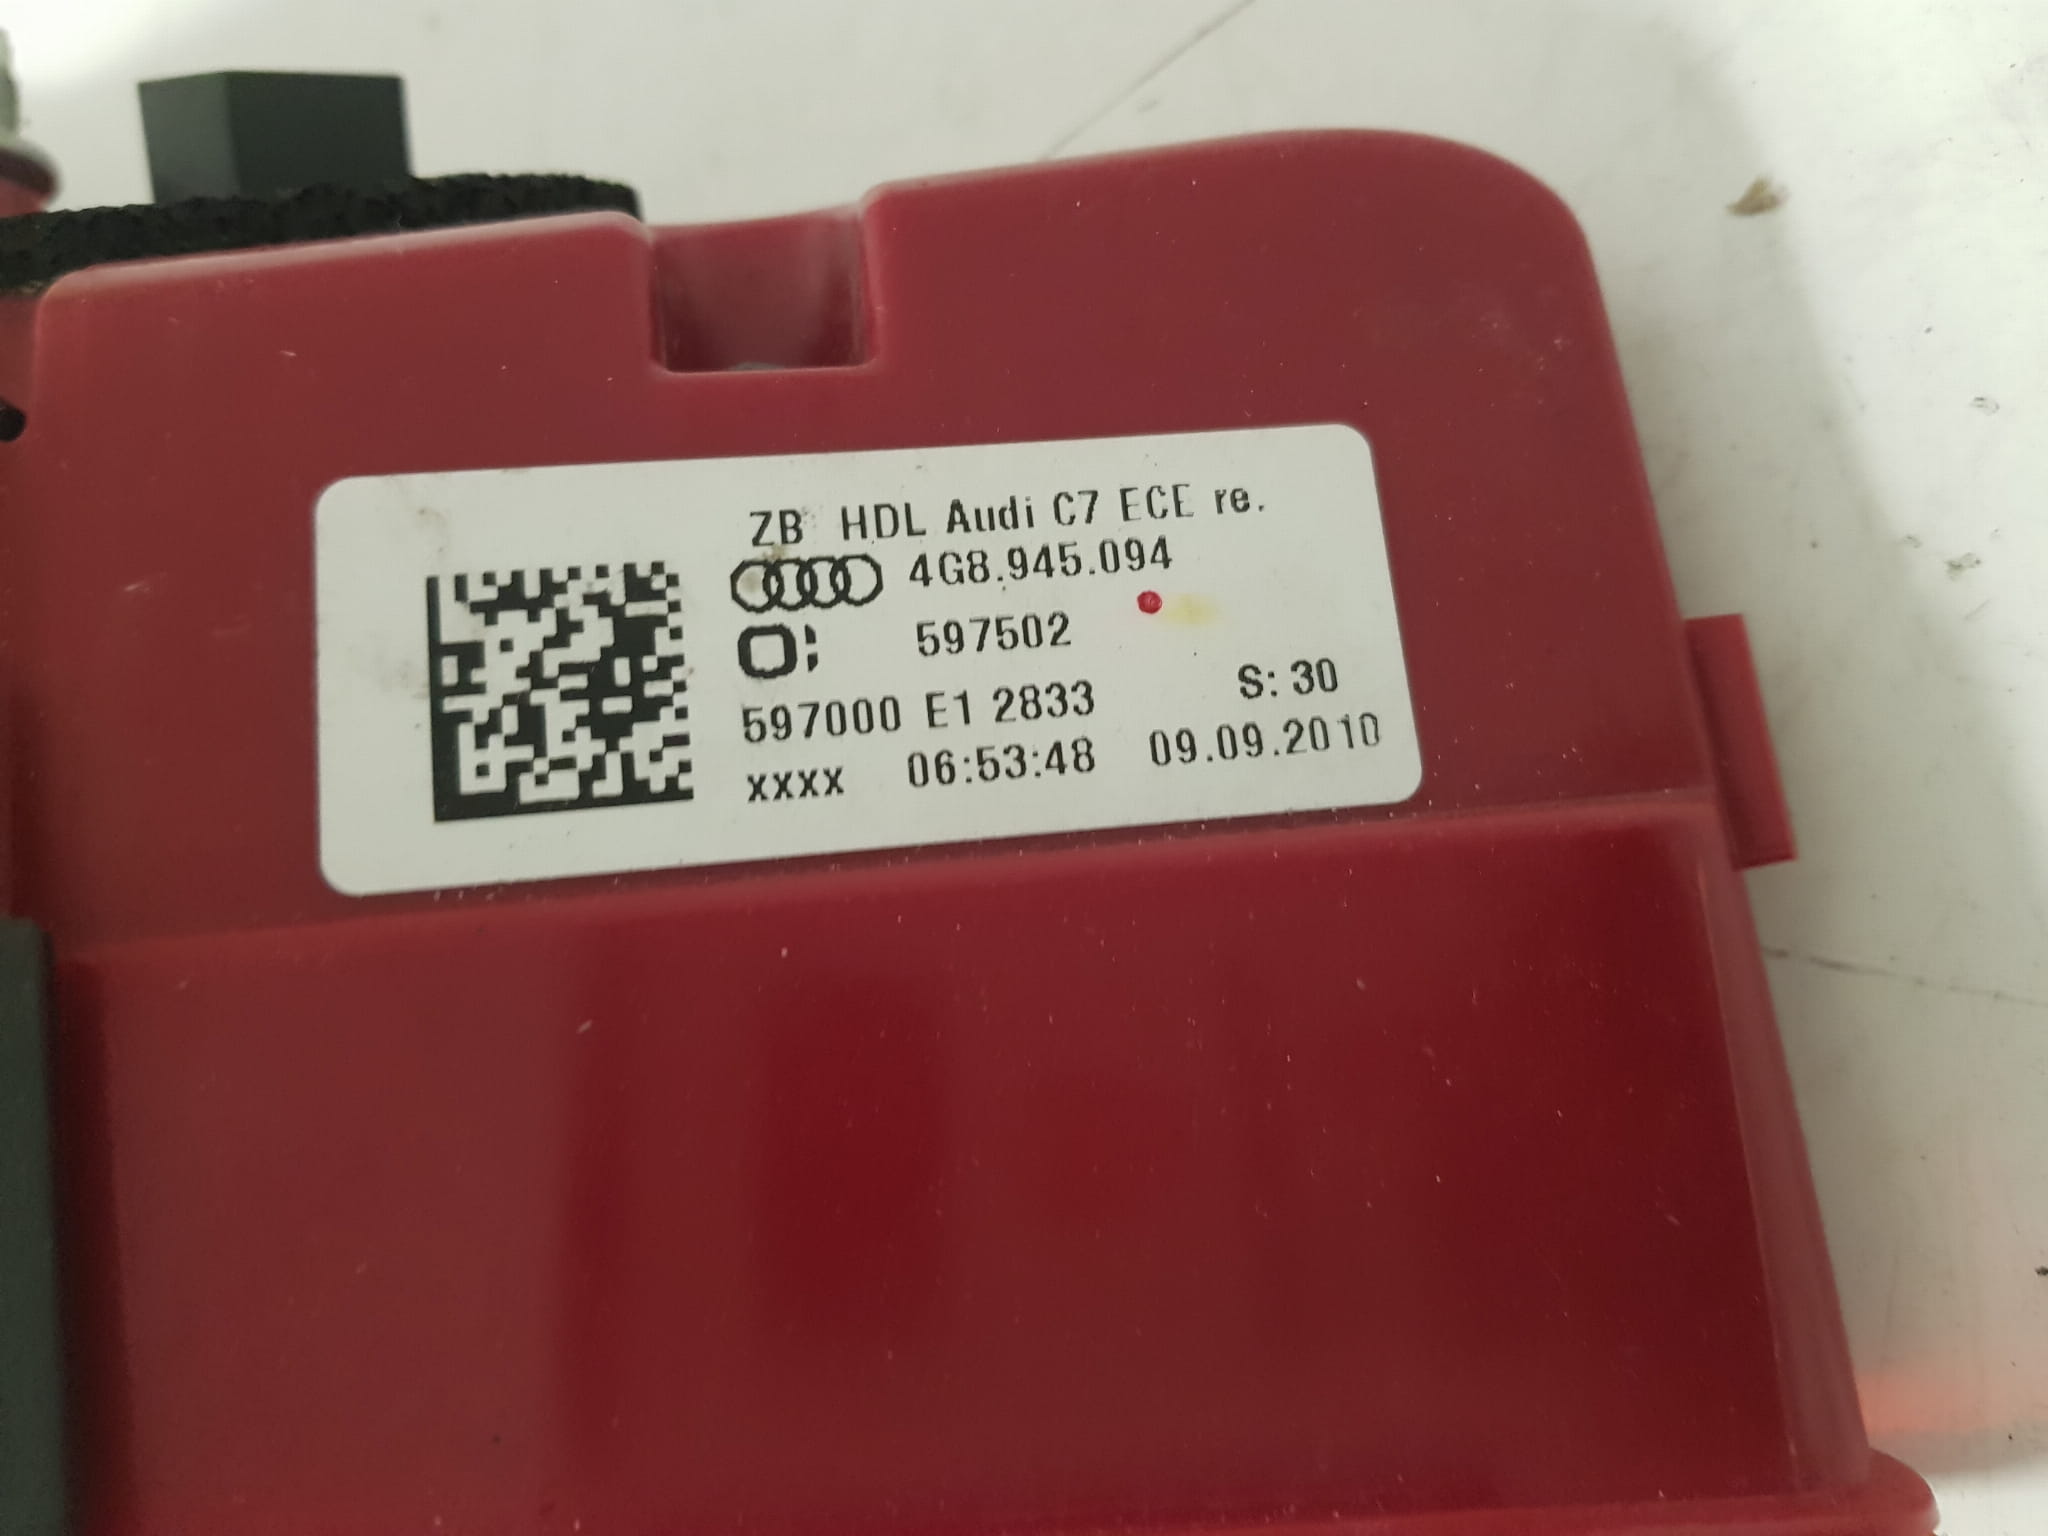 ZB HDL Audi C7 ECE re.
4G8.945.094
597502
S: 30
597000 E1 2833
xxxx 06:53:48 09.09.2010